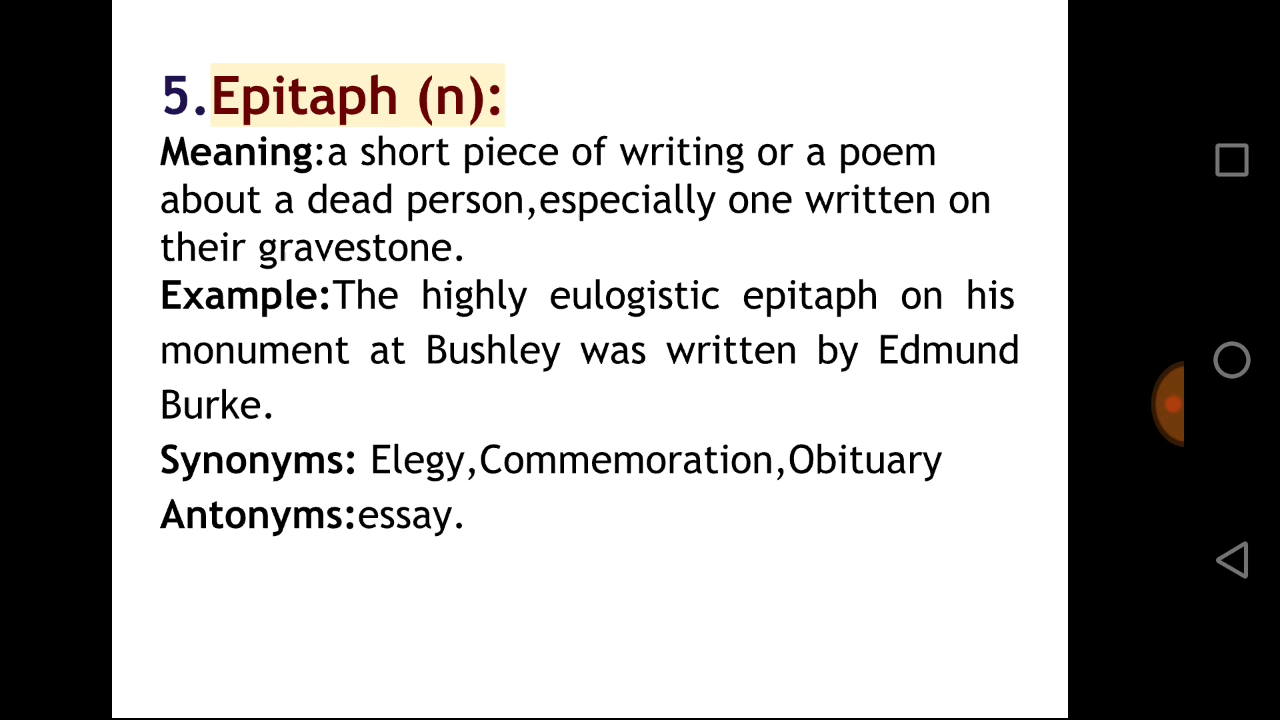 5.Epitaph (n):
Meaning:a short piece of writing or a poem
about a dead person,especially one written on
their gravestone.
Example:The highly eulogistic epitaph on his
monument at Bushley was written by Edmund
Burke.
Synonyms: Elegy,Commemoration,Obituary
Antonyms:essay.